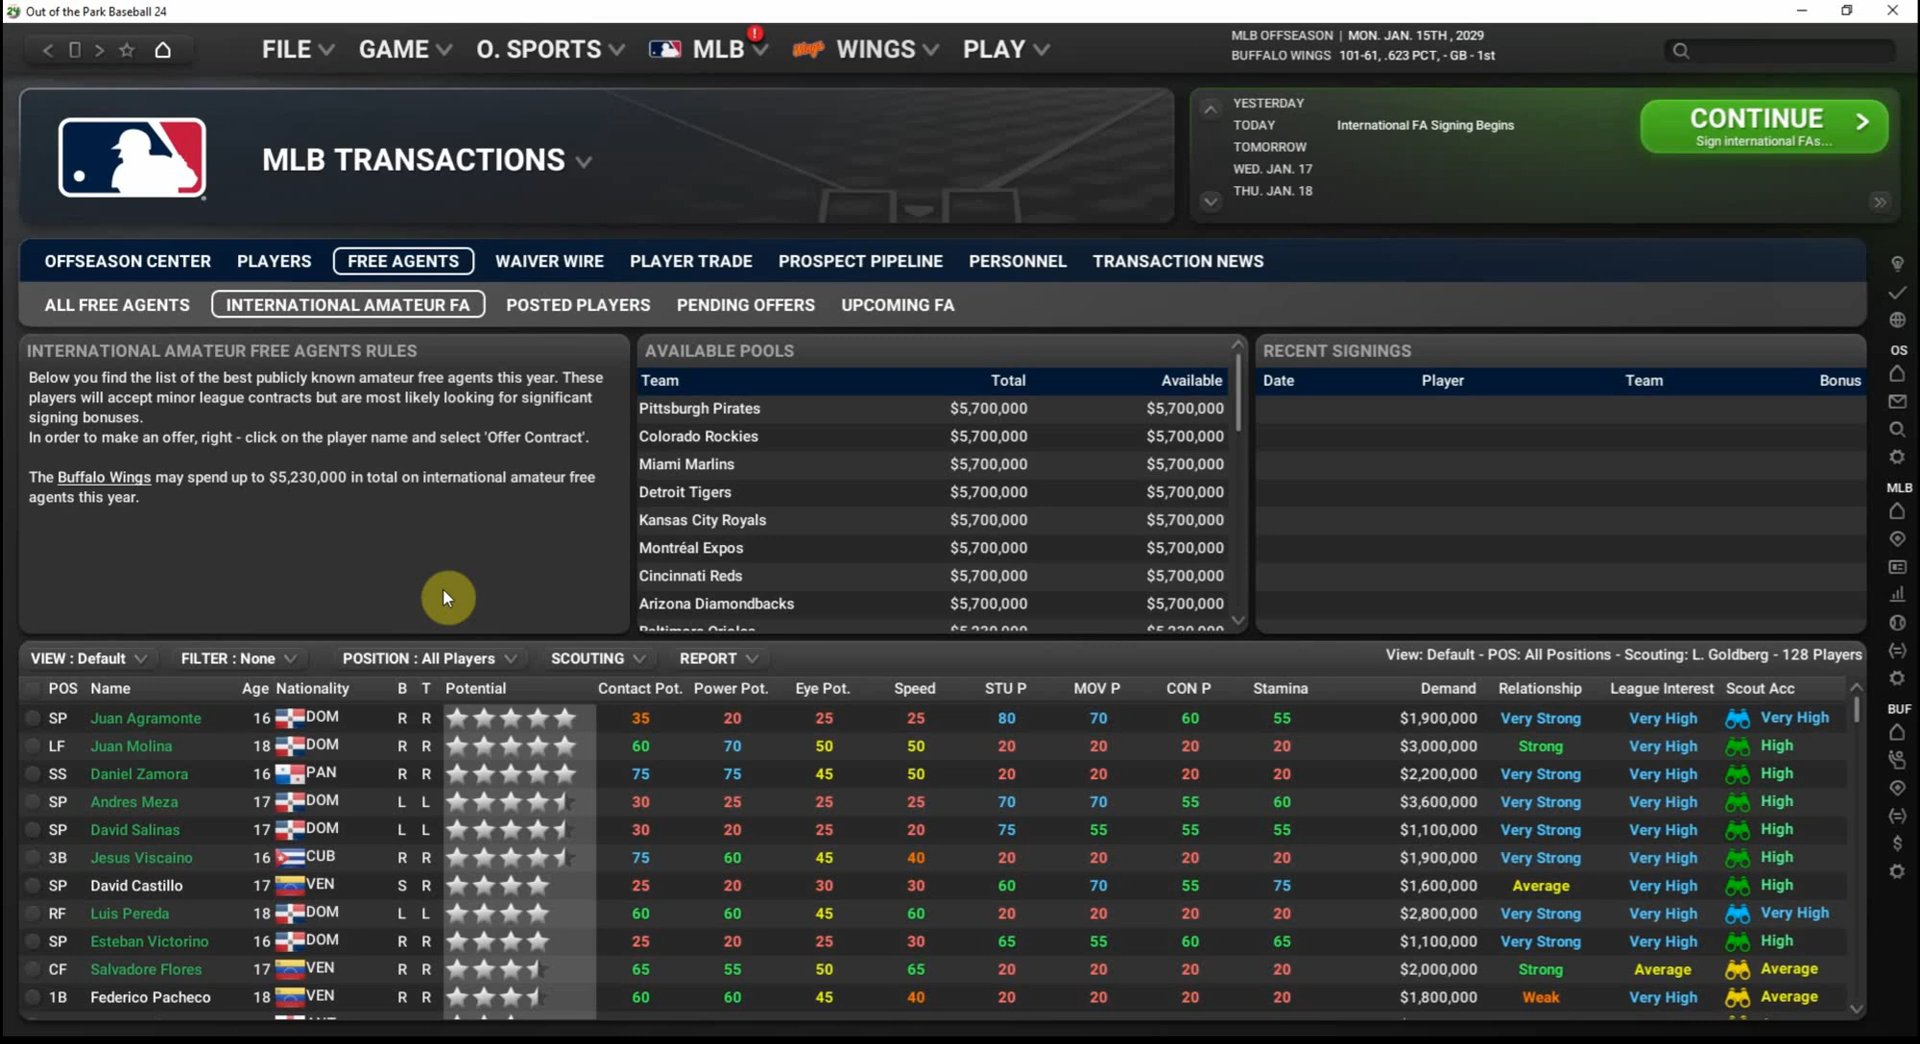 Out of the Park Baseball 24
FILE GAME O. SPORTS MLB ! Wings WINGS PLAY
MLB OFFSEASON | MON. JAN. 15TH , 2029
BUFFALO WINGS 101-61, .623 PCT, - GB - 1st
MLB TRANSACTIONS
YESTERDAY
TODAY International FA Signing Begins
TOMORROW
WED. JAN. 17
THU. JAN. 18
CONTINUE
Sign international FAs...
OFFSEASON CENTER PLAYERS FREE AGENTS WAIVER WIRE PLAYER TRADE PROSPECT PIPELINE PERSONNEL TRANSACTION NEWS
ALL FREE AGENTS INTERNATIONAL AMATEUR FA POSTED PLAYERS PENDING OFFERS UPCOMING FA
INTERNATIONAL AMATEUR FREE AGENTS RULES
Below you find the list of the best publicly known amateur free agents this year. These
players will accept minor league contracts but are most likely looking for significant
signing bonuses.
In order to make an offer, right - click on the player name and select 'Offer Contract'.
The Buffalo Wings may spend up to $5,230,000 in total on international amateur free
agents this year.
AVAILABLE POOLS
Team Total Available
Pittsburgh Pirates $5,700,000 $5,700,000
Colorado Rockies $5,700,000 $5,700,000
Miami Marlins $5,700,000 $5,700,000
Detroit Tigers $5,700,000 $5,700,000
Kansas City Royals $5,700,000 $5,700,000
Montréal Expos $5,700,000 $5,700,000
Cincinnati Reds $5,700,000 $5,700,000
Arizona Diamondbacks $5,700,000 $5,700,000
Baltimore Orioles $5,230,000 $5,230,000
RECENT SIGNINGS
Date Player Team Bonus
OS
MLB
BUF
VIEW : Default FILTER : None POSITION : All Players SCOUTING REPORT View: Default - POS: All Positions - Scouting: L. Goldberg - 128 Players
POS Name Age Nationality B T Potential Contact Pot. Power Pot. Eye Pot. Speed STU P MOV P CON P Stamina Demand Relationship League Interest Scout Acc
SP Juan Agramonte 16 DOM R R 35 20 25 25 80 70 60 55 $1,900,000 Very Strong Very High Very High
LF Juan Molina 18 DOM R R 60 70 50 50 20 20 20 20 $3,000,000 Strong Very High High
SS Daniel Zamora 16 PAN R R 75 75 45 50 20 20 20 20 $2,200,000 Very Strong Very High High
SP Andres Meza 17 DOM L L 30 25 25 25 70 70 55 60 $3,600,000 Very Strong Very High High
SP David Salinas 17 DOM L L 30 20 25 20 75 55 55 55 $1,100,000 Very Strong Very High High
3B Jesus Viscaino 16 CUB R R 75 60 45 40 20 20 20 20 $1,900,000 Very Strong Very High High
SP David Castillo 17 VEN S R 25 20 30 30 60 70 55 75 $1,600,000 Average Very High High
RF Luis Pereda 18 DOM L L 60 60 45 60 20 20 20 20 $2,800,000 Very Strong Very High Very High
SP Esteban Victorino 16 DOM R R 25 20 25 30 65 55 60 65 $1,100,000 Very Strong Very High High
CF Salvadore Flores 17 VEN R R 65 55 50 65 20 20 20 20 $2,000,000 Strong Average Average
1B Federico Pacheco 18 VEN R R 60 60 45 40 20 20 20 20 $1,800,000 Weak Very High Average